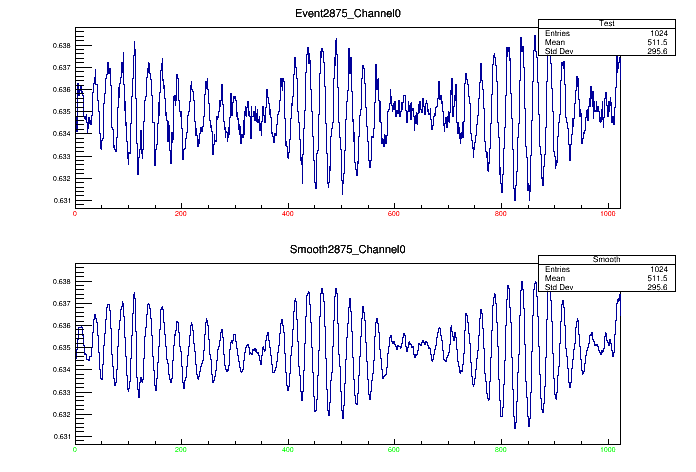 Event2875_Channel0
Test
Entries 1024
Mean 511.5
Std Dev 295.6
0.638
0.637
0.636
0.635
0.634
0.633
0.632
0.631
0 200 400 600 800 1000
Smooth2875_Channel0
Smooth
Entries 1024
Mean 511.5
Std Dev 295.6
0.638
0.637
0.636
0.635
0.634
0.633
0.632
0.631
0 200 400 600 800 1000